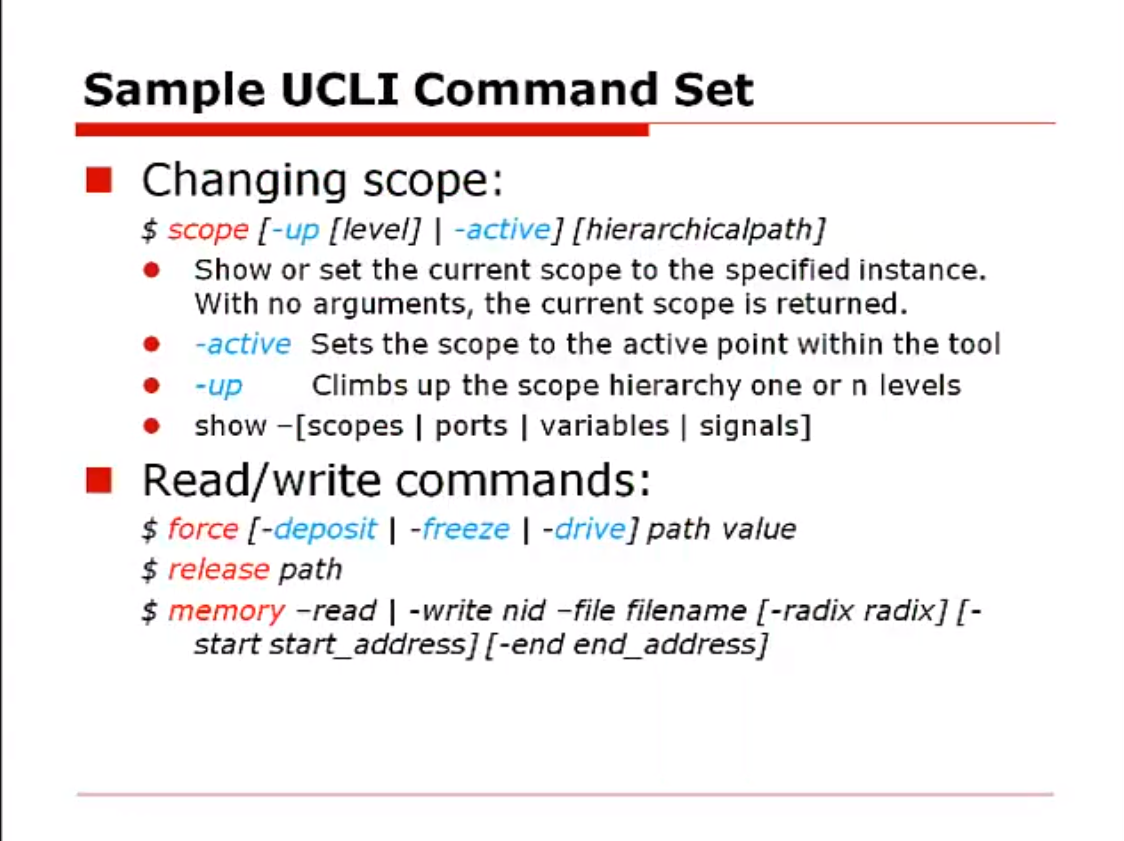 Sample UCLI Command Set
Changing scope:
$ scope [-up [level] | -active] [hierarchicalpath]
Show or set the current scope to the specified instance.
With no arguments, the current scope is returned.
-active Sets the scope to the active point within the tool
-up Climbs up the scope hierarchy one or n levels
show –[scopes | ports | variables | signals]
Read/write commands:
$ force [-deposit | -freeze | -drive] path value
$ release path
$ memory –read | -write nid –file filename [-radix radix] [-
start start_address] [-end end_address]